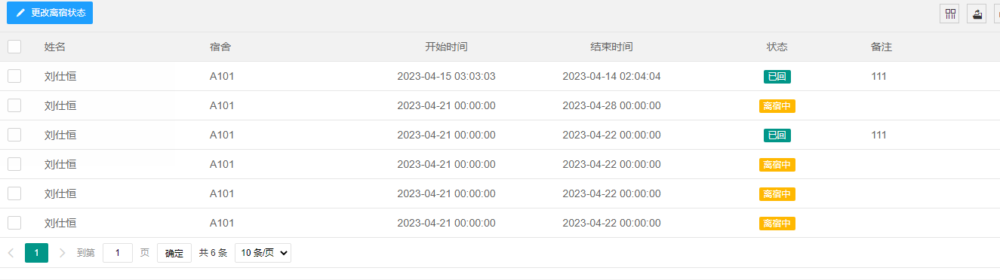 更改离宿状态
姓名 宿舍 开始时间 结束时间 状态 备注
刘仕恒 A101 2023-04-15 03:03:03 2023-04-14 02:04:04 已回 111
刘仕恒 A101 2023-04-21 00:00:00 2023-04-28 00:00:00 离宿中
刘仕恒 A101 2023-04-21 00:00:00 2023-04-22 00:00:00 已回 111
刘仕恒 A101 2023-04-21 00:00:00 2023-04-22 00:00:00 离宿中
刘仕恒 A101 2023-04-21 00:00:00 2023-04-22 00:00:00 离宿中
刘仕恒 A101 2023-04-21 00:00:00 2023-04-22 00:00:00 离宿中
1 到第 1 页 确定 共 6 条 10 条/页